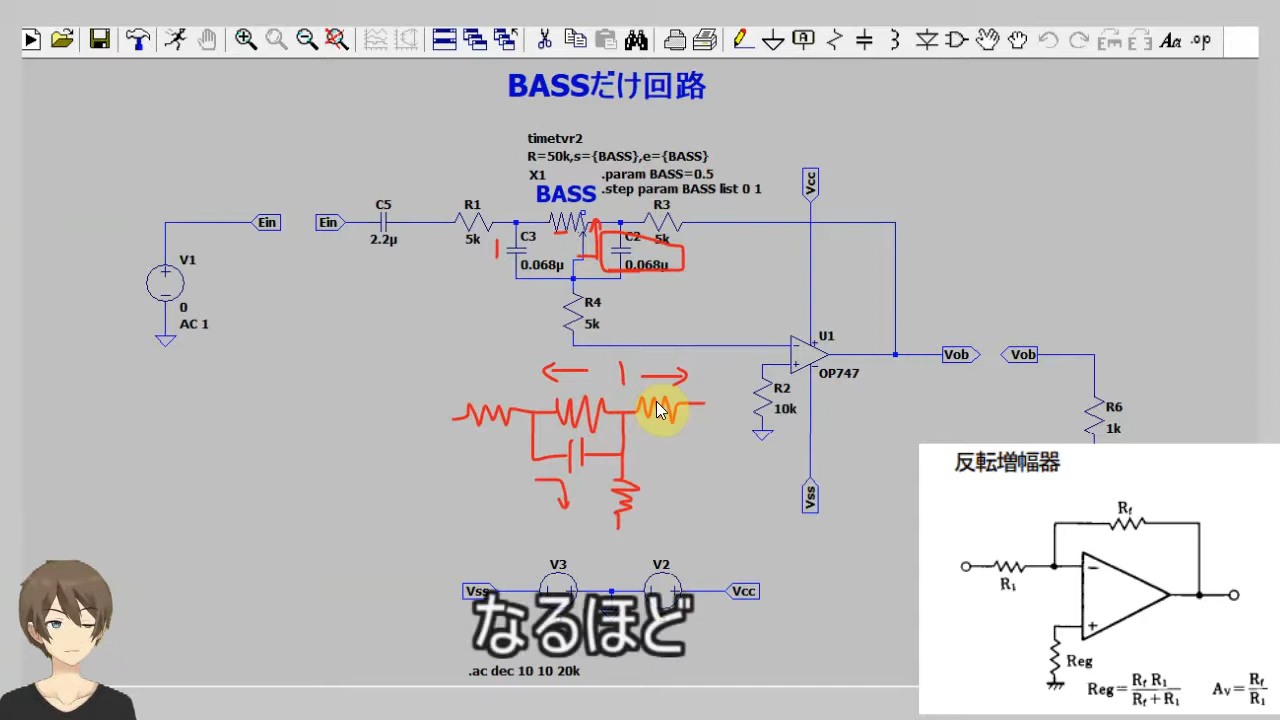 Aa .op
BASSだけ回路
timetvr2
R=50k,s={BASS},e={BASS}
X1
.param BASS=0.5
.step param BASS list 0 1
BASS
Vcc
Ein
Ein
C5
2.2µ
R1
5k
C3
0.068µ
C2
0.068µ
R3
5k
V1
0
AC 1
R4
5k
U1
OP747
Vob
Vob
R2
10k
R6
1k
Vss
反転増幅器
Rf
R1
Reg
Reg=RfR1/Rf+R1
Av=Rf/R1
V3
V2
Vss
Vcc
なるほど
.ac dec 10 10 20k